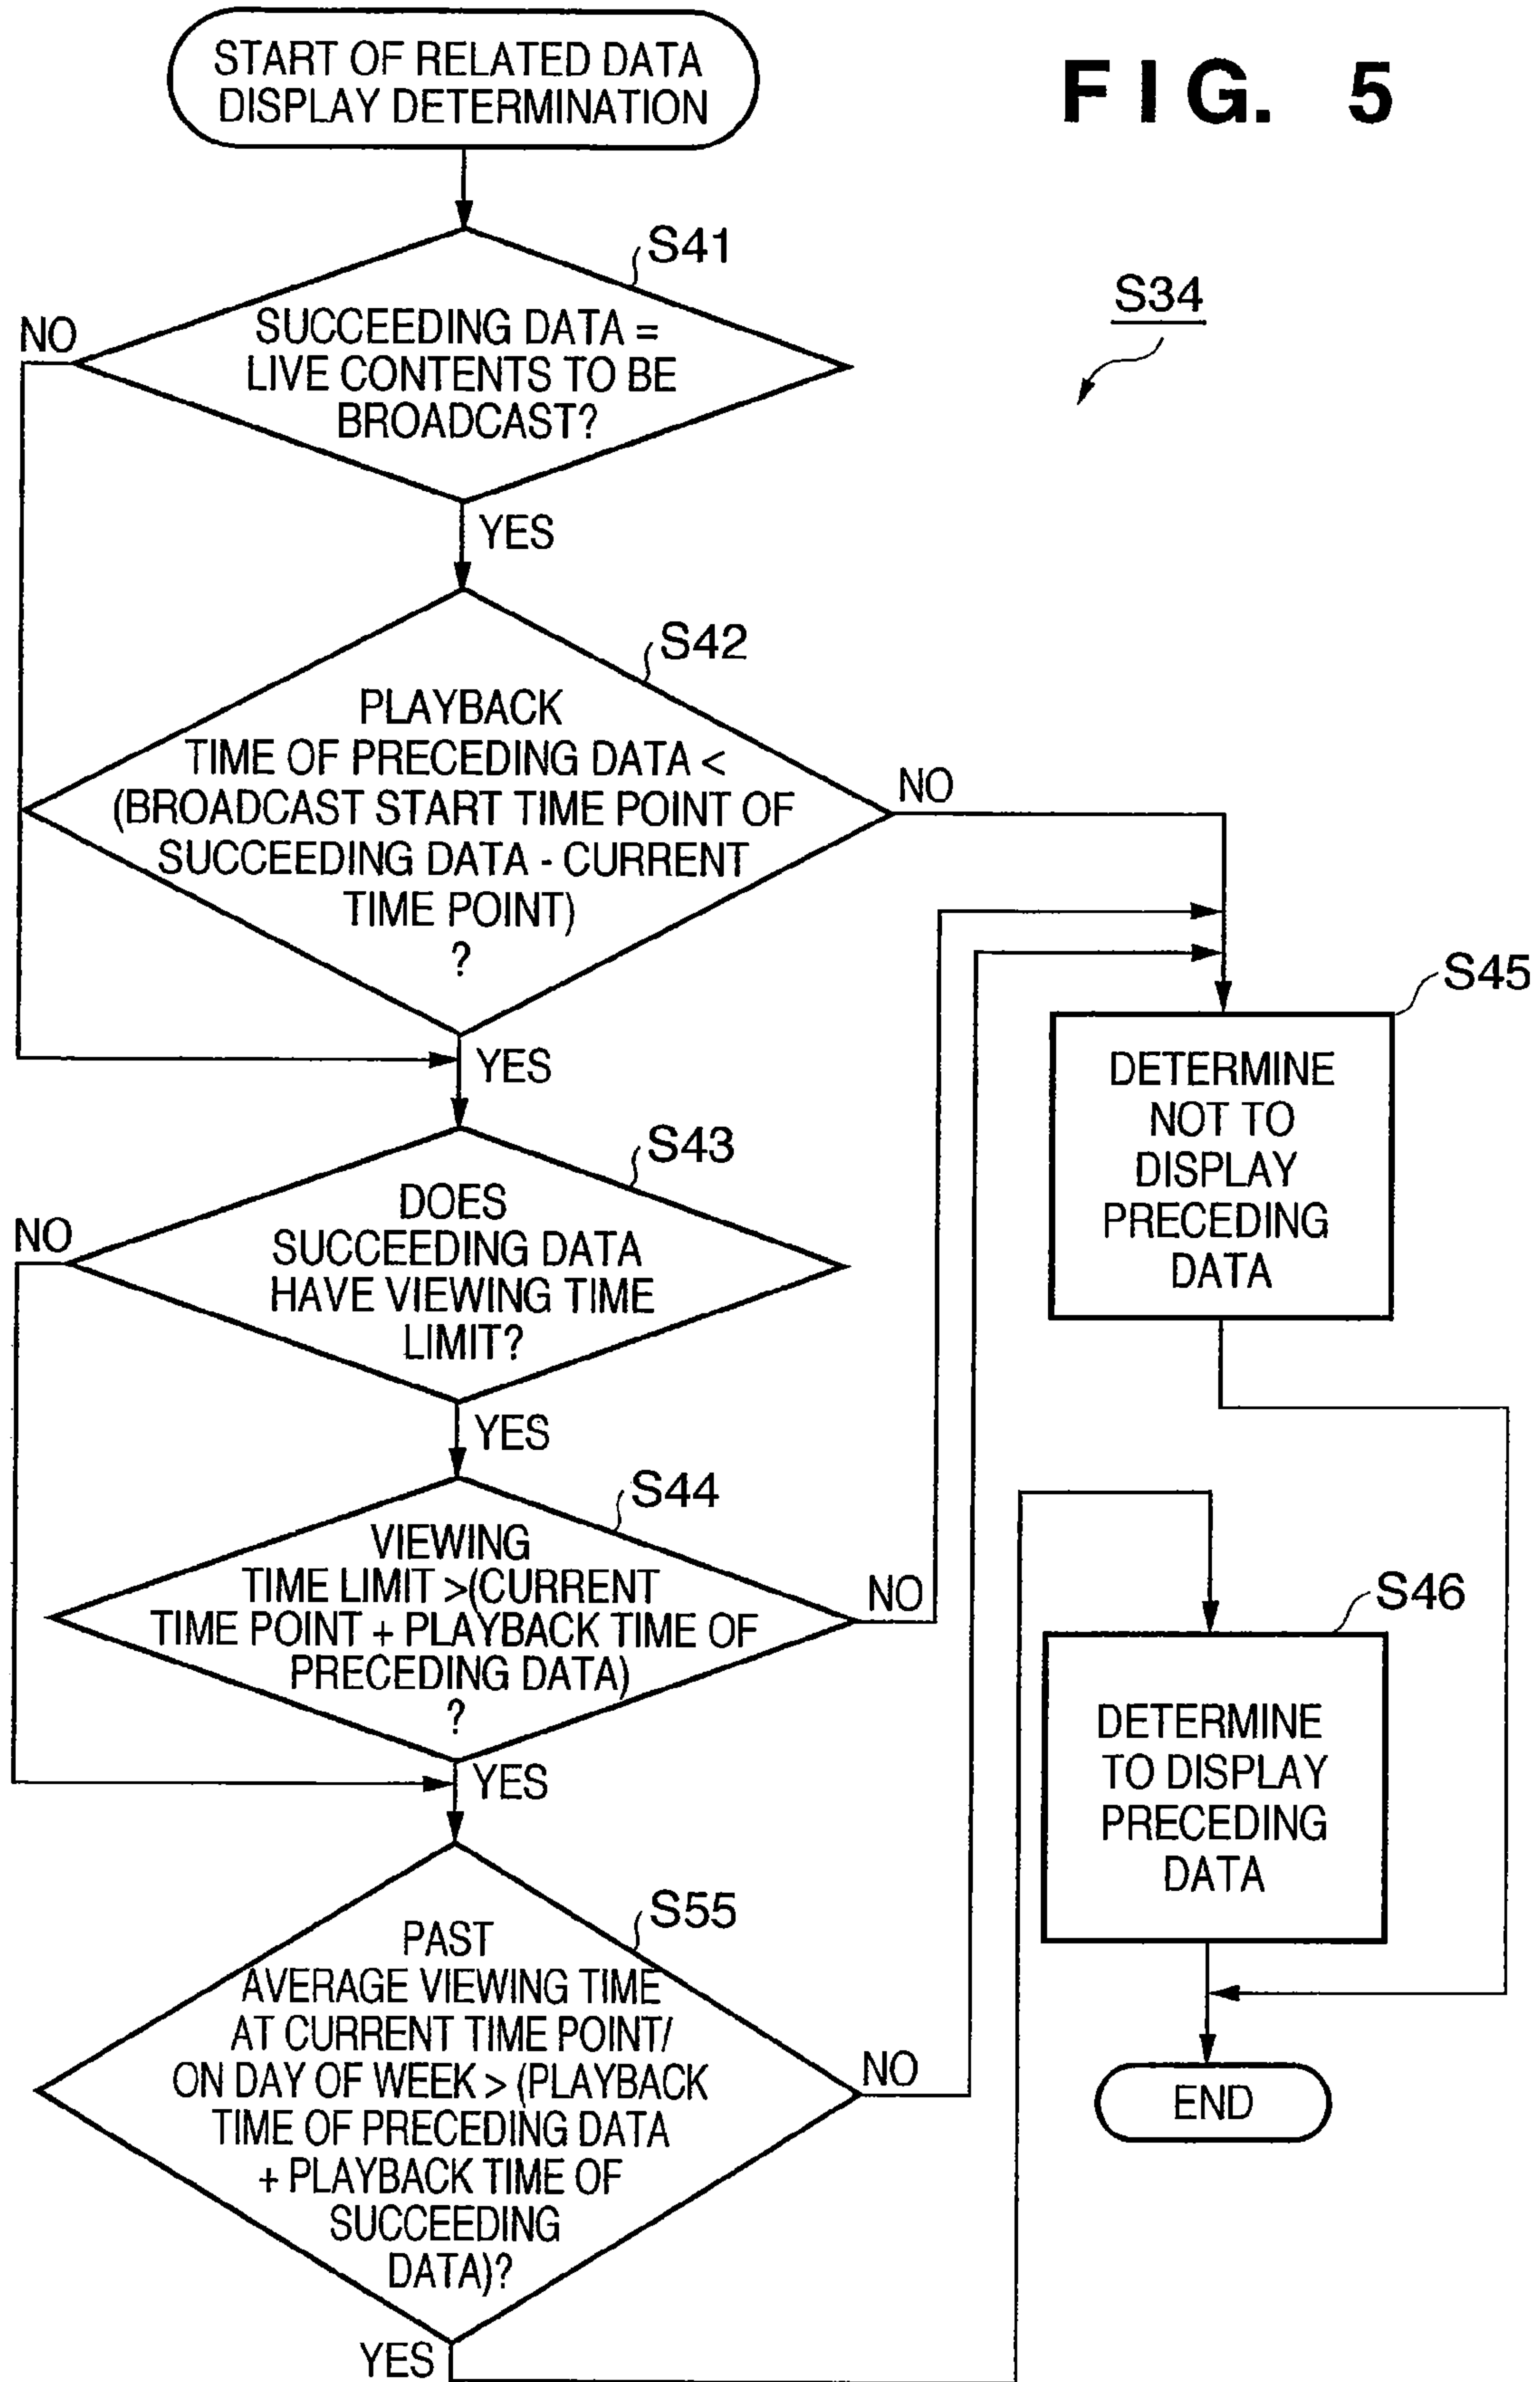 START OF RELATED DATA
DISPLAY DETERMINATION
FIG. 5
S41
S34
NO
SUCCEEDING DATA =
LIVE CONTENTS TO BE
BROADCAST?
YES
S42
PLAYBACK
TIME OF PRECEDING DATA <
(BROADCAST START TIME POINT OF
SUCCEEDING DATA - CURRENT
TIME POINT)
?
NO
YES
S45
DETERMINE
NOT TO
DISPLAY
PRECEDING
DATA
S43
NO
DOES
SUCCEEDING DATA
HAVE VIEWING TIME
LIMIT?
YES
S44
VIEWING
TIME LIMIT >(CURRENT
TIME POINT + PLAYBACK TIME OF
PRECEDING DATA)
?
NO
YES
S46
DETERMINE
TO DISPLAY
PRECEDING
DATA
S55
PAST
AVERAGE VIEWING TIME
AT CURRENT TIME POINT/
ON DAY OF WEEK > (PLAYBACK
TIME OF PRECEDING DATA
+ PLAYBACK TIME OF
SUCCEEDING
DATA)?
NO
YES
END